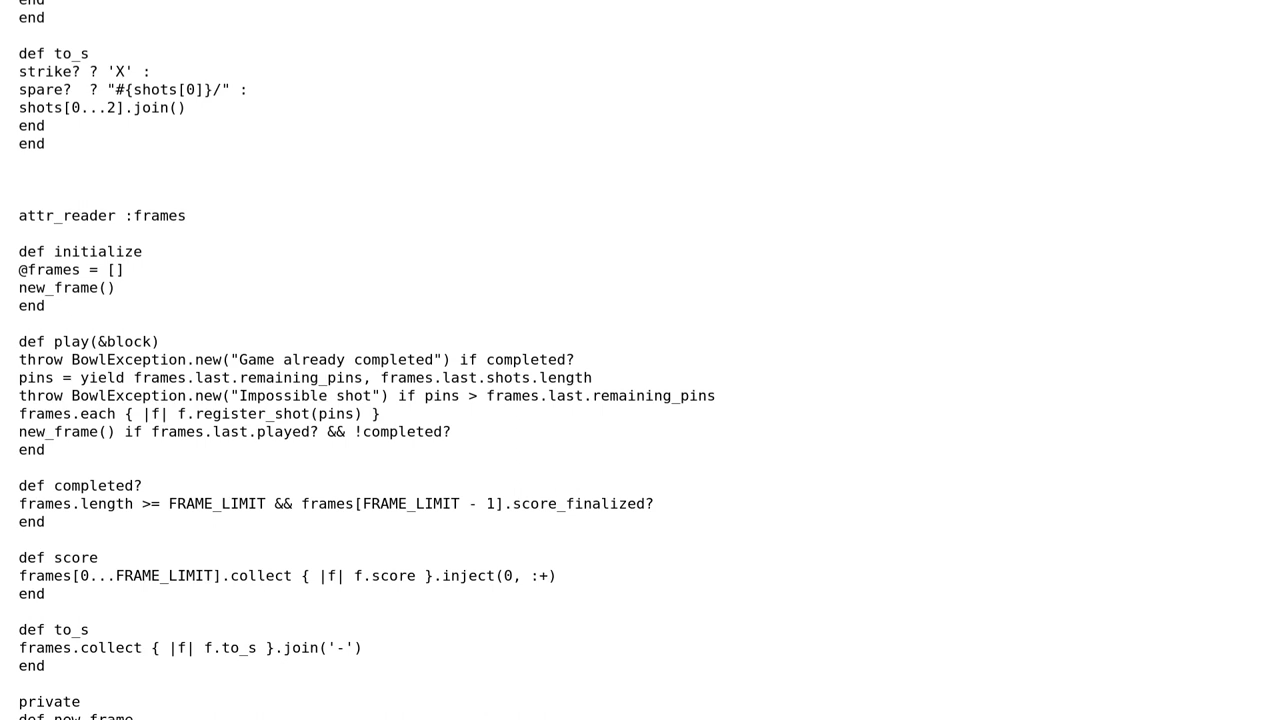 end
end

def to_s
strike? ? 'X' :
spare?  ? "#{shots[0]}/" :
shots[0...2].join()
end
end

attr_reader :frames

def initialize
@frames = []
new_frame()
end

def play(&block)
throw BowlException.new("Game already completed") if completed?
pins = yield frames.last.remaining_pins, frames.last.shots.length
throw BowlException.new("Impossible shot") if pins > frames.last.remaining_pins
frames.each { |f| f.register_shot(pins) }
new_frame() if frames.last.played? && !completed?
end

def completed?
frames.length >= FRAME_LIMIT && frames[FRAME_LIMIT - 1].score_finalized?
end

def score
frames[0...FRAME_LIMIT].collect { |f| f.score }.inject(0, :+)
end

def to_s
frames.collect { |f| f.to_s }.join('-')
end

private
def new_frame